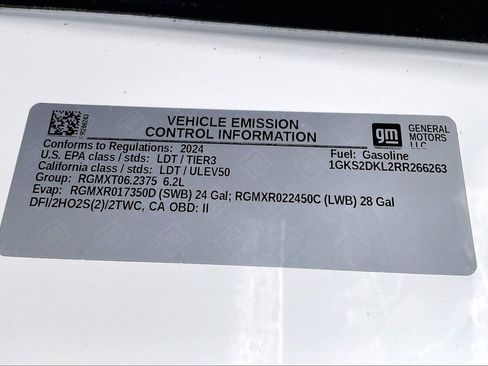 VEHICLE EMISSION
CONTROL INFORMATION
gm
GENERAL
MOTORS
LLC
Conforms to Regulations: 2024
U.S. EPA class / stds: LDT / TIER3
California class / stds: LDT / ULEV50
Group: RGMXT06.2375 6.2L
Evap: RGMXR017350D (SWB) 24 Gal; RGMXR022450C (LWB) 28 Gal
DFI/2HO2S(2)/2TWC, CA OBD: II
Fuel: Gasoline
1GKS2DKL2RR266263